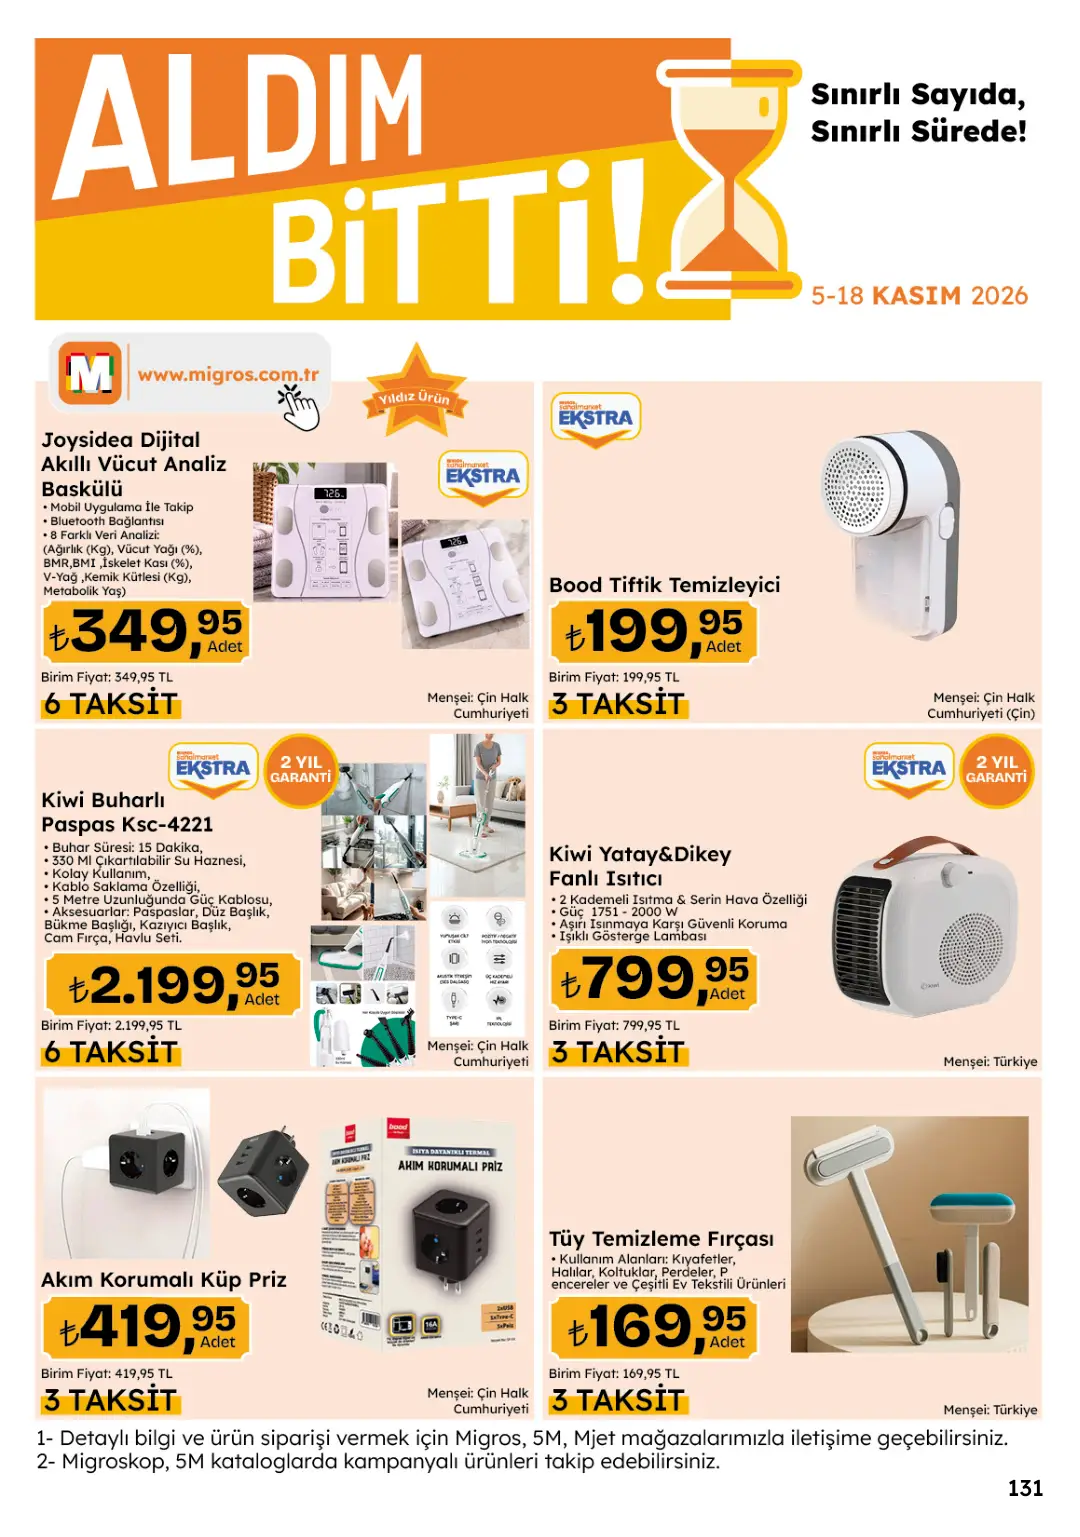 ALDIM
BiTTi!
Sınırlı Sayıda,
Sınırlı Sürede!
5-18 KASIM 2026
M
www.migros.com.tr
Yıldız Ürün
Joysidea Dijital
Akıllı Vücut Analiz
Baskülü
• Mobil Uygulama İle Takip
• Bluetooth Bağlantısı
• 8 Farklı Veri Analizi:
(Ağırlık (Kg), Vücut Yağı (%),
BMR,BMI ,İskelet Kası (%),
V-Yağ ,Kemik Kütlesi (Kg),
Metabolik Yaş)
EKSTRA
₺349,95
Adet
Birim Fiyat: 349,95 TL
6 TAKSİT
Menşei: Çin Halk
Cumhuriyeti
EKSTRA
Bood Tiftik Temizleyici
₺199,95
Adet
Birim Fiyat: 199,95 TL
3 TAKSİT
Menşei: Çin Halk
Cumhuriyeti (Çin)
EKSTRA
2 YIL
GARANTİ
Kiwi Buharlı
Paspas Ksc-4221
• Buhar Süresi: 15 Dakika,
• 330 Ml Çıkartılabilir Su Haznesi,
• Kolay Kullanım,
• Kablo Saklama Özelliği,
• 5 Metre Uzunluğunda Güç Kablosu,
• Aksesuarlar: Paspaslar, Düz Başlık,
Bükme Başlığı, Kazıyıcı Başlık,
Cam Fırça, Havlu Seti.
₺2.199,95
Adet
Birim Fiyat: 2.199,95 TL
6 TAKSİT
Menşei: Çin Halk
Cumhuriyeti
EKSTRA
2 YIL
GARANTİ
Kiwi Yatay&Dikey
Fanlı Isıtıcı
• 2 Kademeli Isıtma & Serin Hava Özelliği
• Güç 1751 - 2000 W
• Aşırı Isınmaya Karşı Güvenli Koruma
• Işıklı Gösterge Lambası
₺799,95
Adet
Birim Fiyat: 799,95 TL
3 TAKSİT
Menşei: Türkiye
bood
ISIYA DAYANIKLI TERMAL
AKIM KORUMALI PRİZ
16A
Akım Korumalı Küp Priz
₺419,95
Adet
Birim Fiyat: 419,95 TL
3 TAKSİT
Menşei: Çin Halk
Cumhuriyeti
Tüy Temizleme Fırçası
• Kullanım Alanları: Kıyafetler,
Halılar, Koltuklar, Perdeler, P
encereler ve Çeşitli Ev Tekstili Ürünleri
₺169,95
Adet
Birim Fiyat: 169,95 TL
3 TAKSİT
Menşei: Türkiye
1- Detaylı bilgi ve ürün siparişi vermek için Migros, 5M, Mjet mağazalarımızla iletişime geçebilirsiniz.
2- Migroskop, 5M kataloglarda kampanyalı ürünleri takip edebilirsiniz.
131